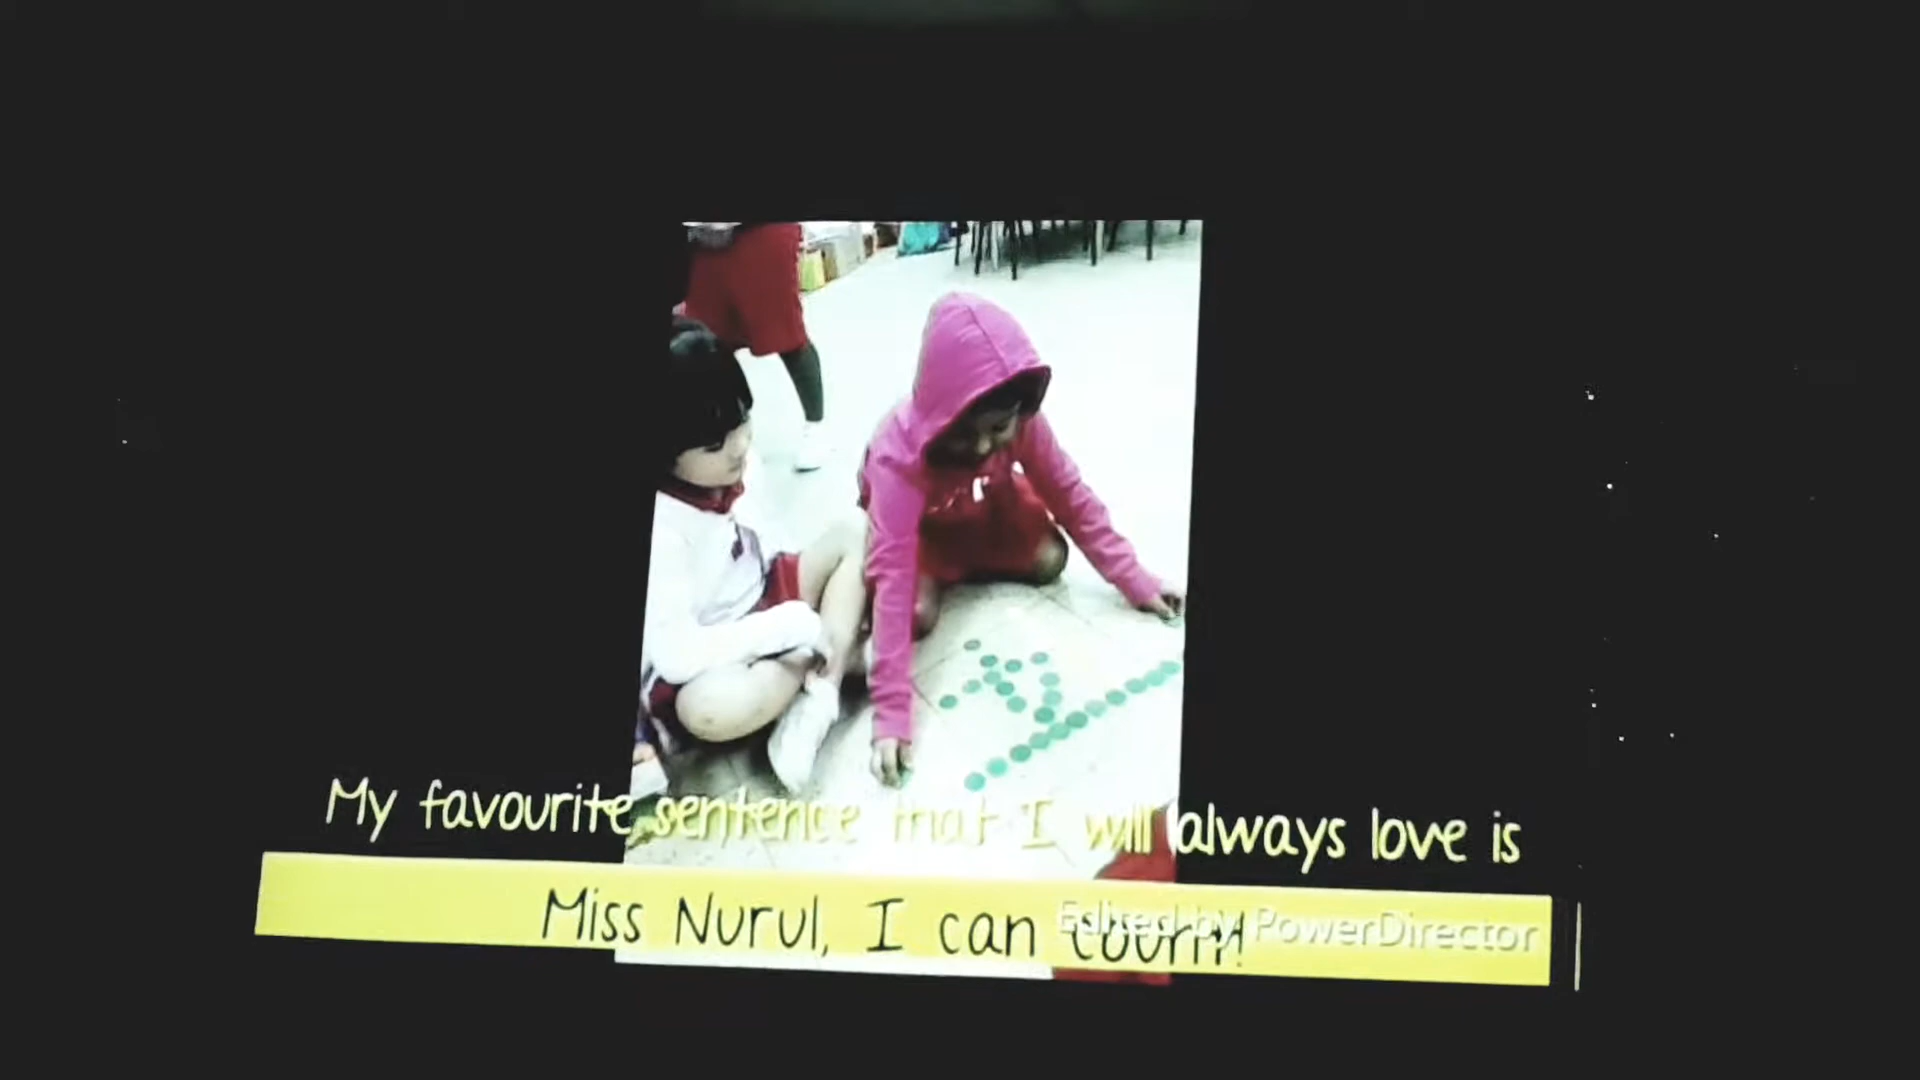 My favourite sentence that I will always love is
Miss Nurul, I can count!
Edited by PowerDirector